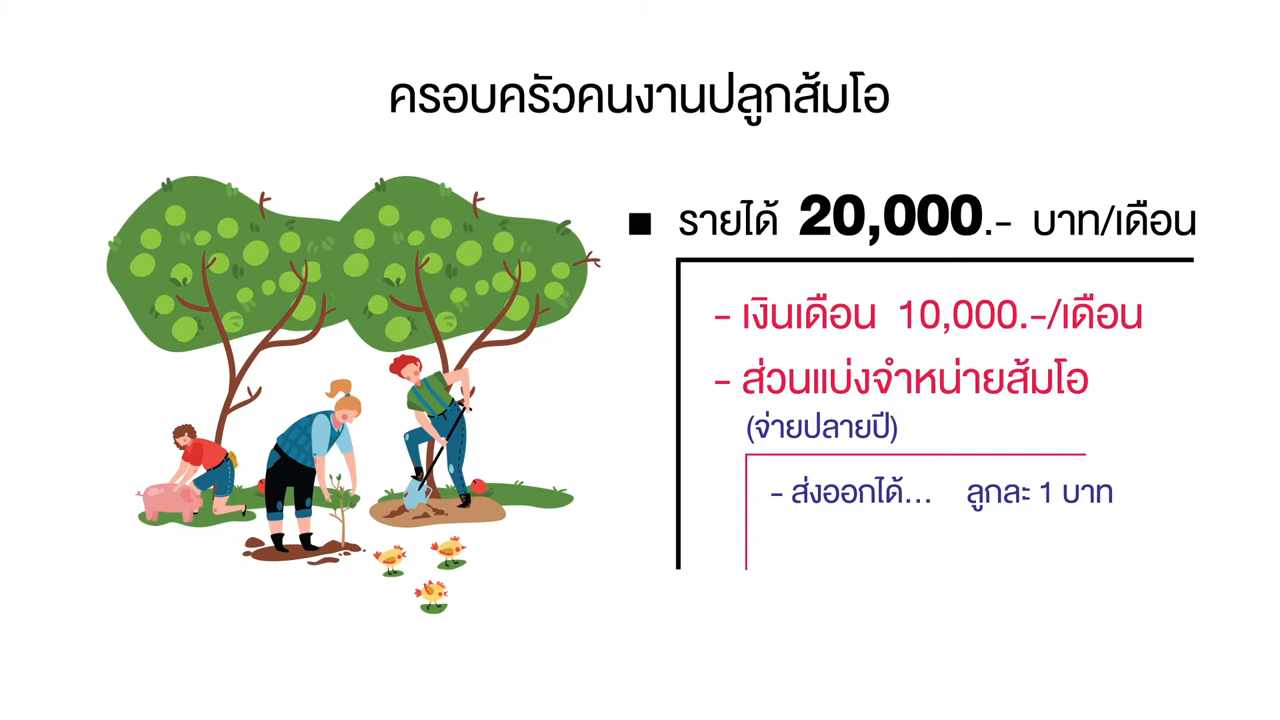 ครอบครัวคนงานปลูกส้มโอ
■ รายได้ 20,000.- บาท/เดือน
- เงินเดือน 10,000.-/เดือน
- ส่วนแบ่งจำหน่ายส้มโอ
(จ่ายปลายปี)
- ส่งออกได้... ลูกละ 1 บาท